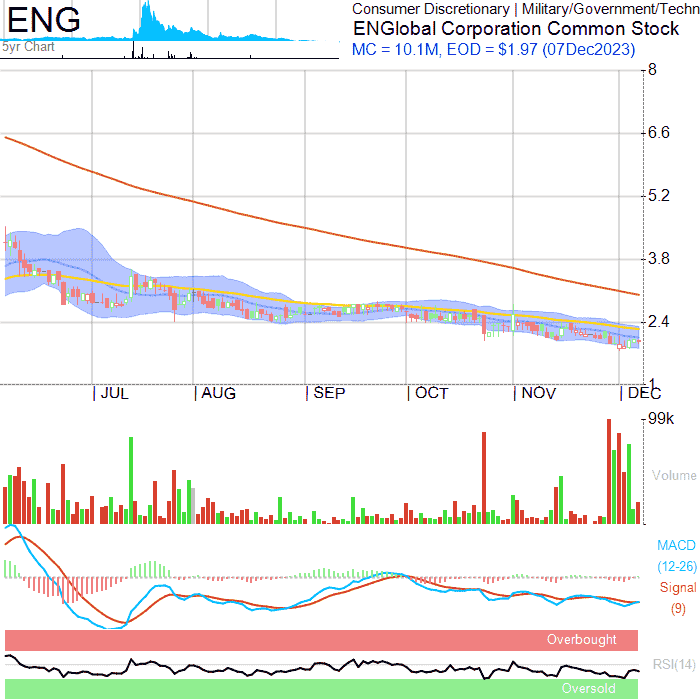 ENG
5yr Chart
Consumer Discretionary | Military/Government/Techn
ENGlobal Corporation Common Stock
MC = 10.1M, EOD = $1.97 (07Dec2023)
8
6.6
5.2
3.8
2.4
1
JUL AUG SEP OCT NOV DEC
99k
Volume
MACD
(12-26)
Signal
(9)
Overbought
RSI(14)
Oversold